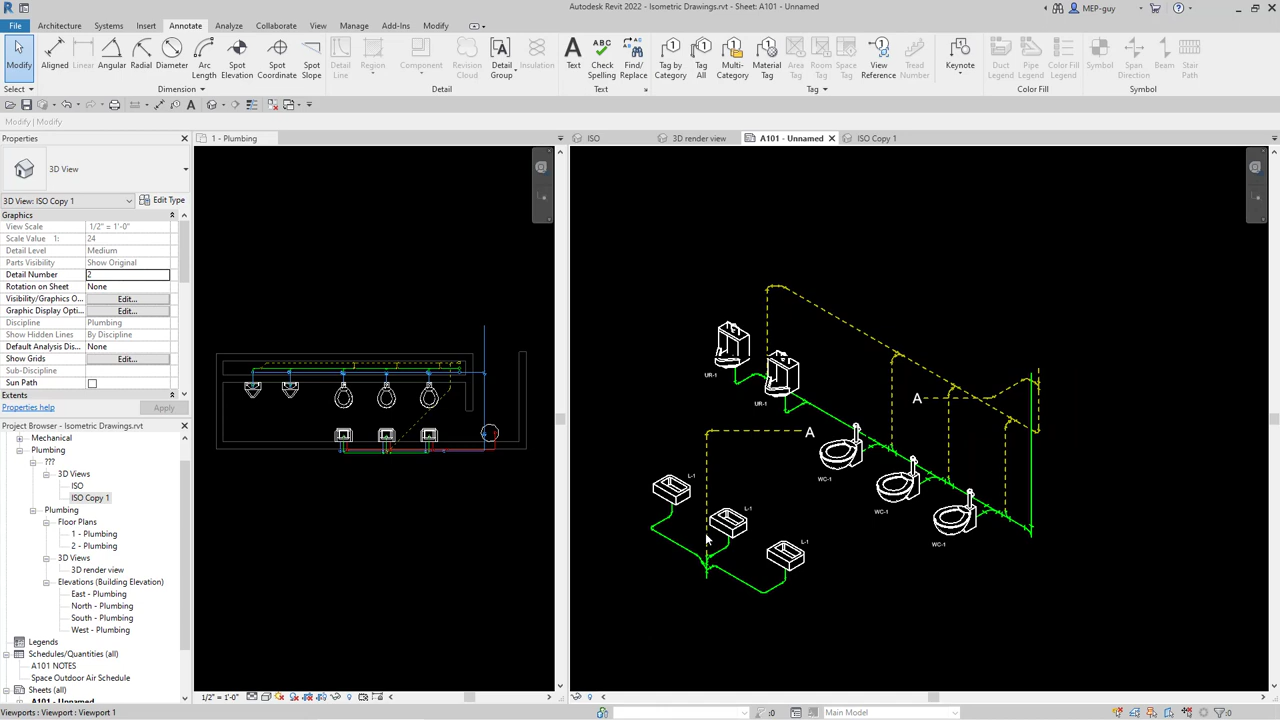 Autodesk Revit 2022 - Isometric Drawings.rvt - Sheet: A101 - Unnamed
MEP-guy
File Architecture Systems Insert Annotate Analyze Collaborate View Manage Add-Ins Modify
Modify Aligned Linear Angular Radial Diameter Arc Length Spot Elevation Spot Coordinate Spot Slope Detail Line Region Component Revision Cloud Detail Group Insulation Text Check Spelling Find/ Replace Tag by Category Tag All Multi- Category Material Tag Area Tag Room Tag Space Tag View Reference Tread Number Keynote Duct Legend Pipe Legend Color Fill Legend Symbol Span Direction Beam Stair Path
Select Dimension Detail Text Tag Color Fill Symbol
Modify | Modify
Properties
3D View
3D View: ISO Copy 1 Edit Type
Graphics
View Scale 1/2" = 1'-0"
Scale Value 1: 24
Detail Level Medium
Parts Visibility Show Original
Detail Number 2
Rotation on Sheet None
Visibility/Graphics O... Edit...
Graphic Display Opti... Edit...
Discipline Plumbing
Show Hidden Lines By Discipline
Default Analysis Dis... None
Show Grids Edit...
Sub-Discipline
Sun Path
Extents
Properties help Apply
Project Browser - Isometric Drawings.rvt
Mechanical
Plumbing
???
3D Views
ISO
ISO Copy 1
Plumbing
Floor Plans
1 - Plumbing
2 - Plumbing
3D Views
3D render view
Elevations (Building Elevation)
East - Plumbing
North - Plumbing
South - Plumbing
West - Plumbing
Legends
Schedules/Quantities (all)
A101 NOTES
Space Outdoor Air Schedule
Sheets (all)
A101 - Unnamed
1 - Plumbing
ISO 3D render view A101 - Unnamed ISO Copy 1
UR-1
UR-1
A
A
WC-1
WC-1
WC-1
L-1
L-1
L-1
1/2" = 1'-0"
Viewports : Viewport : Viewport 1
:0 Main Model :0